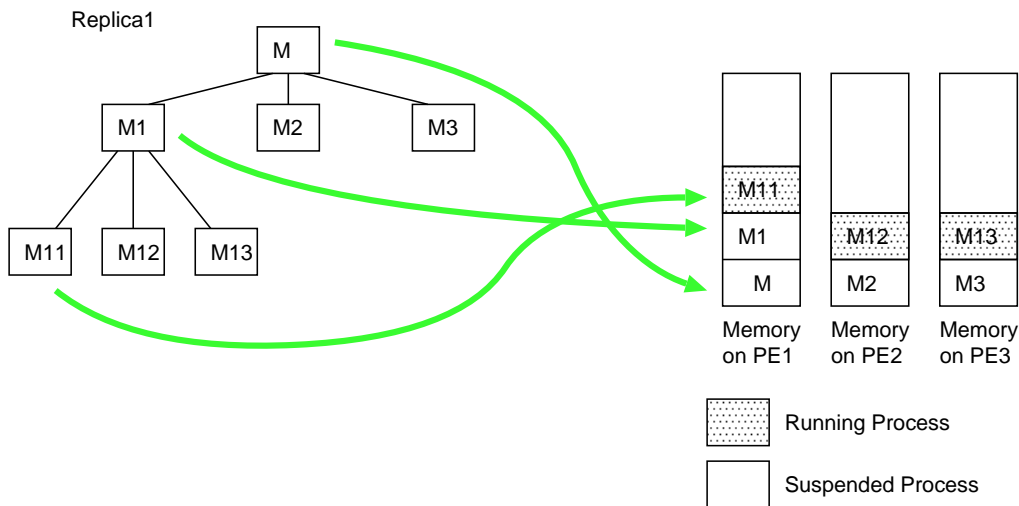 Replica1
M
M1
M2
M3
M11
M12
M13
M11
M1
M12
M13
M
M2
M3
Memory
on PE1
Memory
on PE2
Memory
on PE3
Running Process
Suspended Process